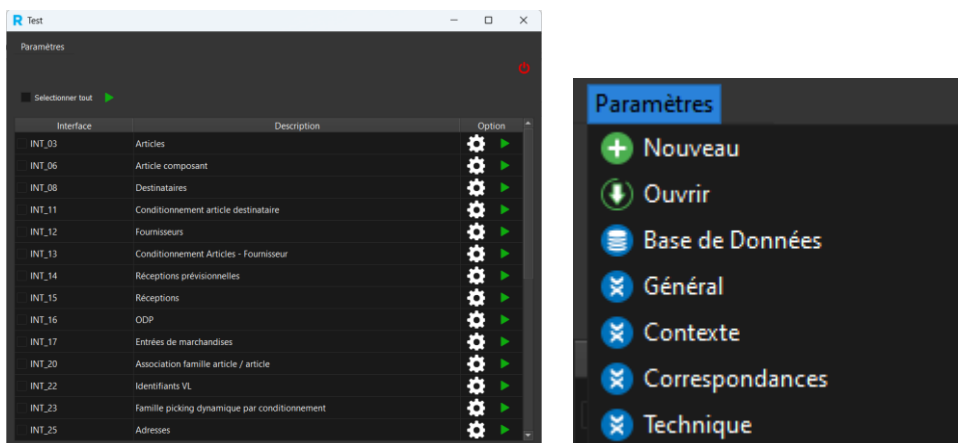 R Test
Paramètres
Selectionner tout
Interface Description Option
INT_03 Articles
INT_06 Article composant
INT_08 Destinataires
INT_11 Conditionnement article destinataire
INT_12 Fournisseurs
INT_13 Conditionnement Articles - Fournisseur
INT_14 Réceptions prévisionnelles
INT_15 Réceptions
INT_16 ODP
INT_17 Entrées de marchandises
INT_20 Association famille article / article
INT_22 Identifiants VL
INT_23 Famille picking dynamique par conditionnement
INT_25 Adresses
Paramètres
Nouveau
Ouvrir
Base de Données
Général
Contexte
Correspondances
Technique